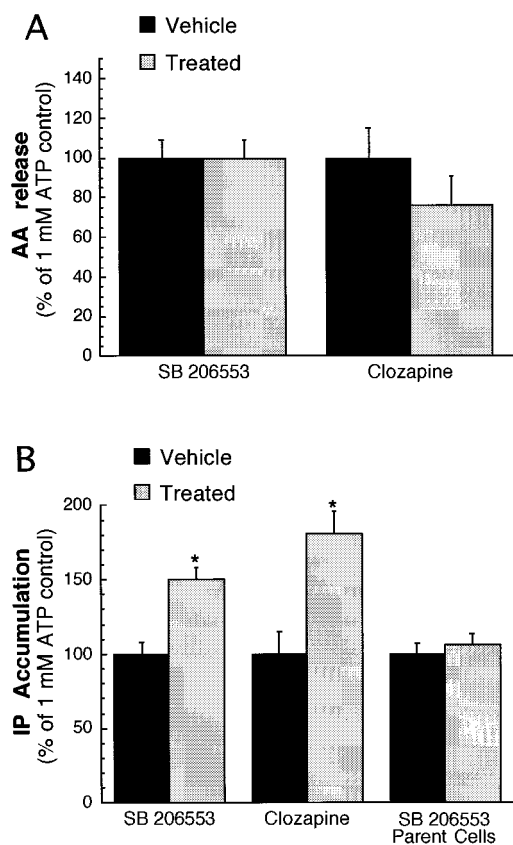 A
Vehicle
Treated
AA release
(% of 1 mM ATP control)
140
120
100
80
60
40
20
0
SB 206553
Clozapine
B
Vehicle
Treated
IP Accumulation
(% of 1 mM ATP control)
200
150
100
50
0
*
*
SB 206553
Clozapine
SB 206553
Parent Cells